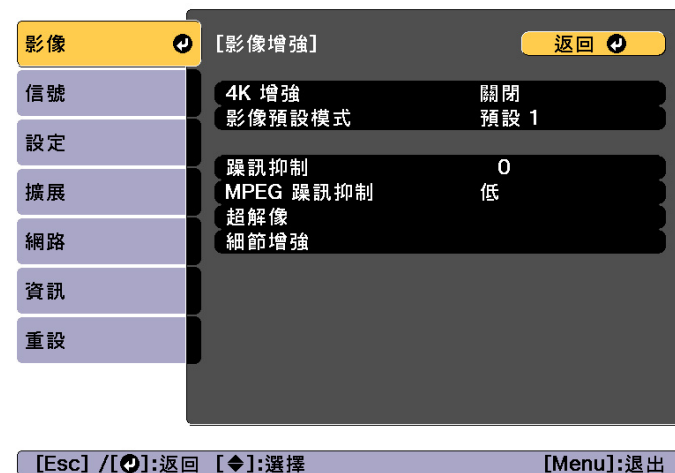 影像 [影像增強] 返回
信號
4K 增強 關閉
影像預設模式 預設 1
設定
躁訊抑制 0
擴展
MPEG 躁訊抑制 低
超解像
網路
細節增強
資訊
重設
[Esc] /[ ]:返回 [ ]:選擇 [Menu]:退出